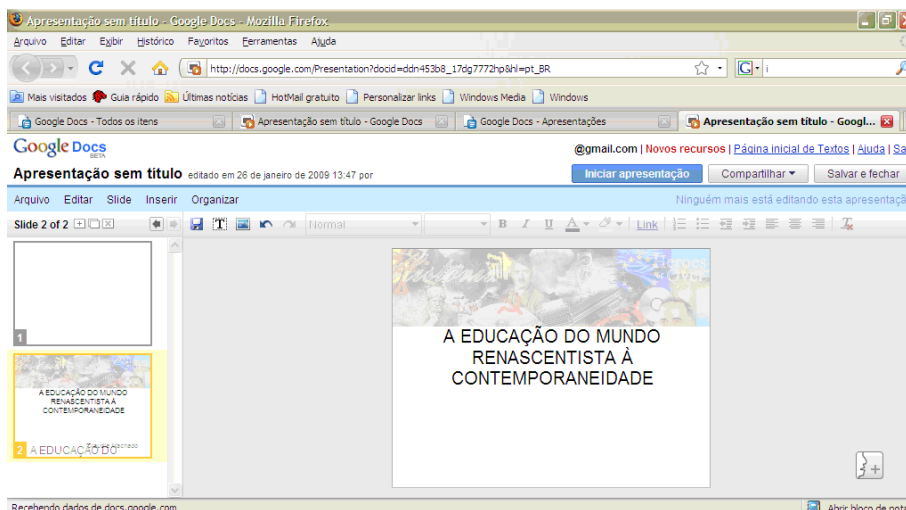 Apresentação sem título - Google Docs - Mozilla Firefox
Arquivo Editar Exibir Histórico Favoritos Ferramentas Ajuda
http://docs.google.com/Presentation?docid=ddn453b8_17dg7772hp&hl=pt_BR G i
Mais visitados Guia rápido Últimas notícias HotMail gratuito Personalizar links Windows Media Windows
Google Docs - Todos os itens Apresentação sem título - Google Docs Google Docs - Apresentações Apresentação sem título - Googl...
Google Docs
BETA
@gmail.com | Novos recursos | Página inicial de Textos | Ajuda | Sa
Apresentação sem título editado em 26 de janeiro de 2009 13:47 por
Iniciar apresentação Compartilhar Salvar e fechar
Arquivo Editar Slide Inserir Organizar
Ninguém mais está editando esta apresentaçã
Slide 2 of 2 T Normal B I U A Link
1
A EDUCAÇÃO DO MUNDO
RENASCENTISTA À
CONTEMPORANEIDADE
2 A EDUCAÇÃO DO
Machado
A EDUCAÇÃO DO MUNDO
RENASCENTISTA À
CONTEMPORANEIDADE
Recebendo dados de docs.google.com
Abrir bloco de nota